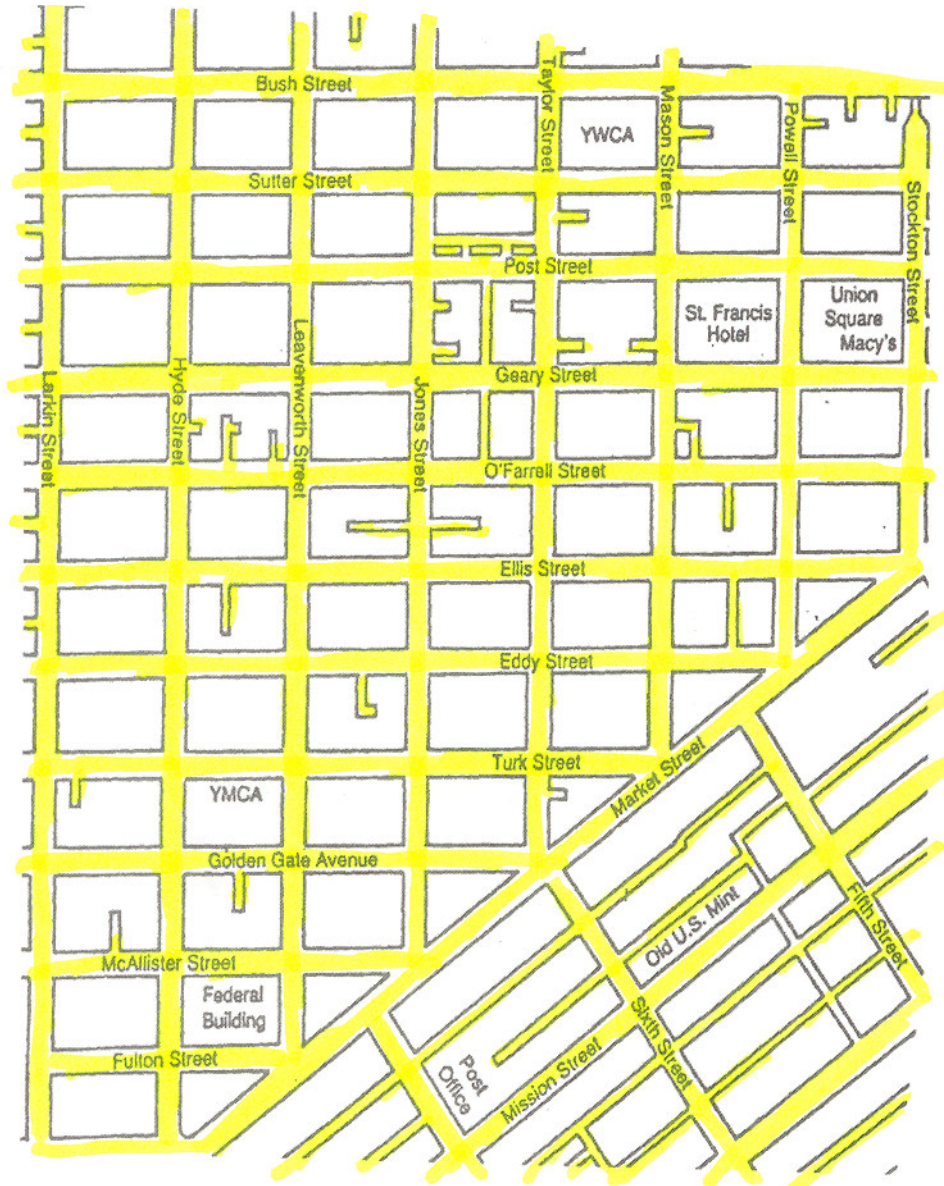 Bush Street
Taylor Street
Mason Street
Powell Street
YWCA
Sutter Street
Stockton Street
Post Street
St. Francis
Hotel
Union
Square
Macy's
Larkin Street
Hyde Street
Leavenworth Street
Jones Street
Geary Street
O'Farrell Street
Ellis Street
Eddy Street
Turk Street
Market Street
YMCA
Golden Gate Avenue
Old U.S. Mint
Fifth Street
McAllister Street
Federal
Building
Sixth Street
Mission Street
Post
Office
Fulton Street